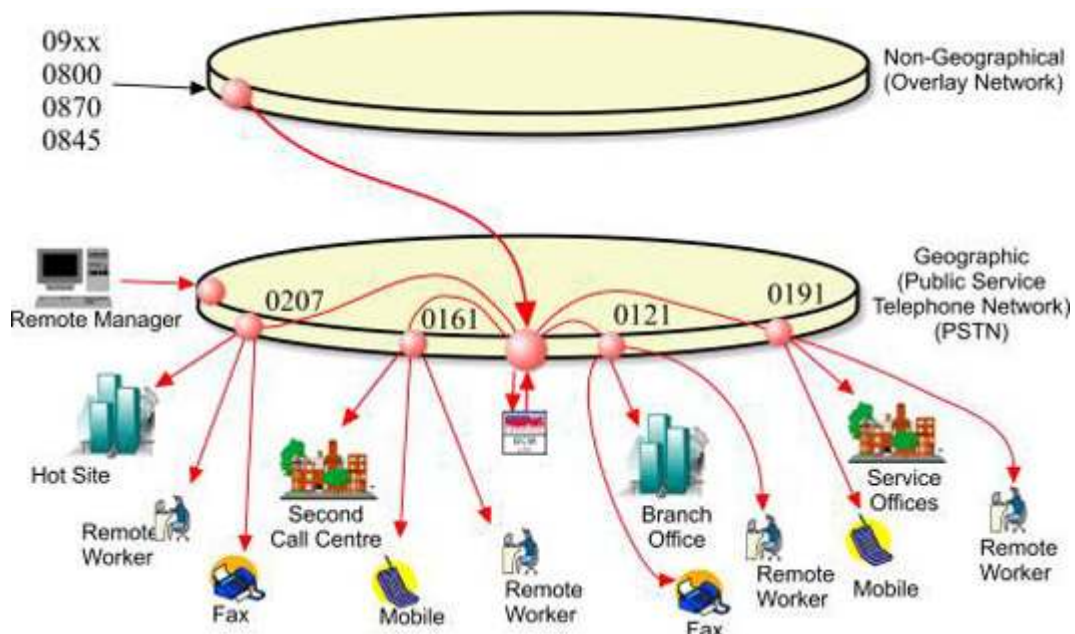 09xx
0800
0870
0845
Non-Geographical
(Overlay Network)
Remote Manager
Geographic
(Public Service
Telephone Network)
(PSTN)
0207
0161
0121
0191
Hot Site
Remote
Worker
Fax
Second
Call Centre
Mobile
Remote
Worker
Branch
Office
Fax
Remote
Worker
Service
Offices
Mobile
Remote
Worker